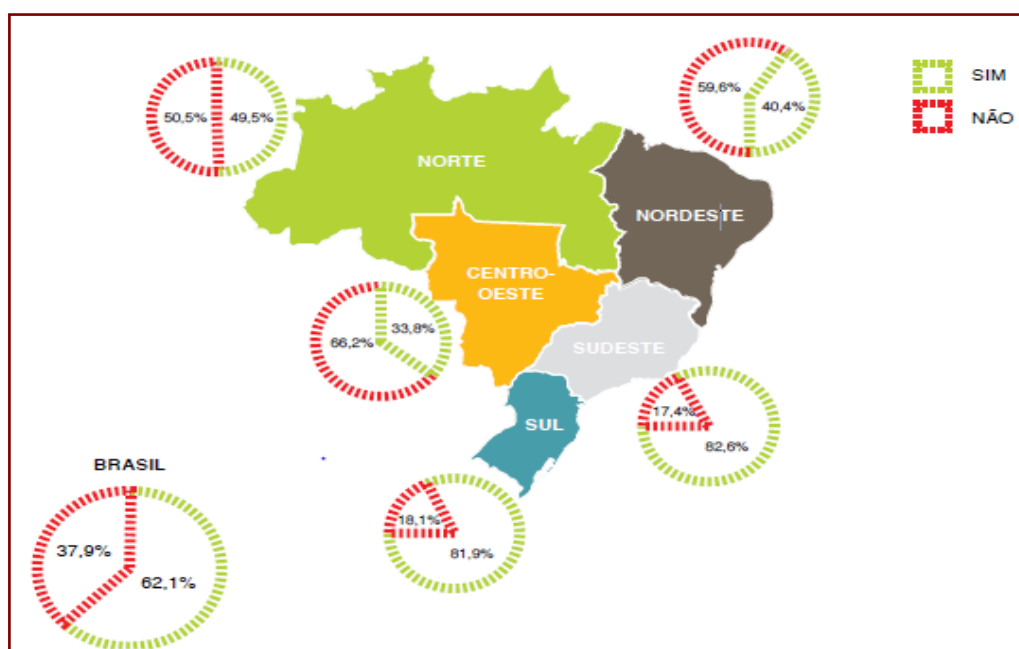 SIM
NÃO
59,6%
40,4%
50,5%
49,5%
NORTE
NORDESTE
CENTRO-
OESTE
33,8%
66,2%
SUDESTE
17,4%
82,6%
SUL
BRASIL
18,1%
81,9%
37,9%
62,1%